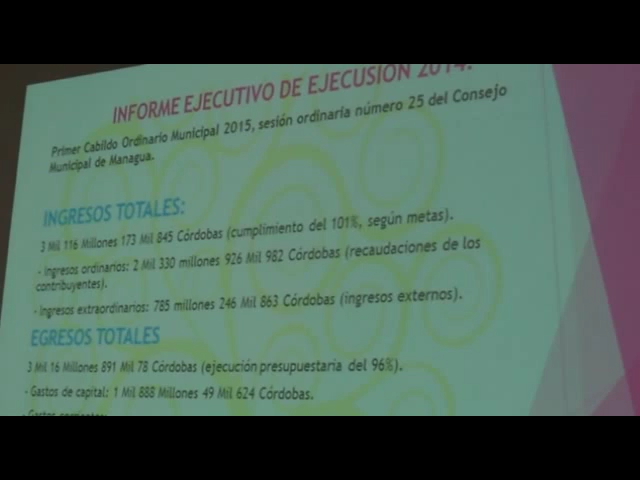 INFORME EJECUTIVO DE EJECUSIÓN 2014.
Primer Cabildo Ordinario Municipal 2015, sesión ordinaria número 25 del Consejo
Municipal de Managua.
INGRESOS TOTALES:
3 Mil 116 Millones 173 Mil 845 Córdobas (cumplimiento del 101%, según metas).
- Ingresos ordinarios: 2 Mil 330 millones 926 Mil 982 Córdobas (recaudaciones de los
contribuyentes).
- Ingresos extraordinarios: 785 millones 246 Mil 863 Córdobas (ingresos externos).
EGRESOS TOTALES
3 Mil 16 Millones 891 Mil 78 Córdobas (ejecución presupuestaria del 96%).
- Gastos de capital: 1 Mil 888 Millones 49 Mil 624 Córdobas.
- Gastos